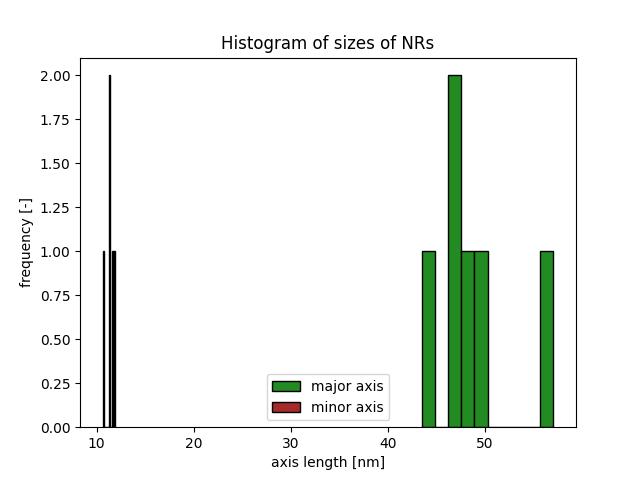 Histogram of sizes of NRs
2.00
1.75
1.50
1.25
1.00
0.75
0.50
0.25
0.00
frequency [-]
major axis
minor axis
10 20 30 40 50
axis length [nm]